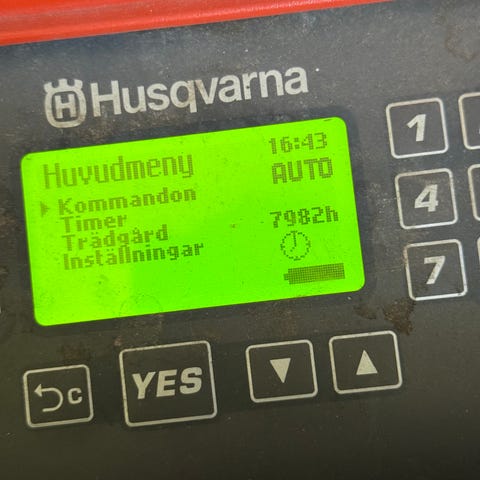 Husqvarna
Huvudmeny 16:43
Kommandon AUTO
Timer
Trädgård 7982h
Inställningar
1
4
7
C YES